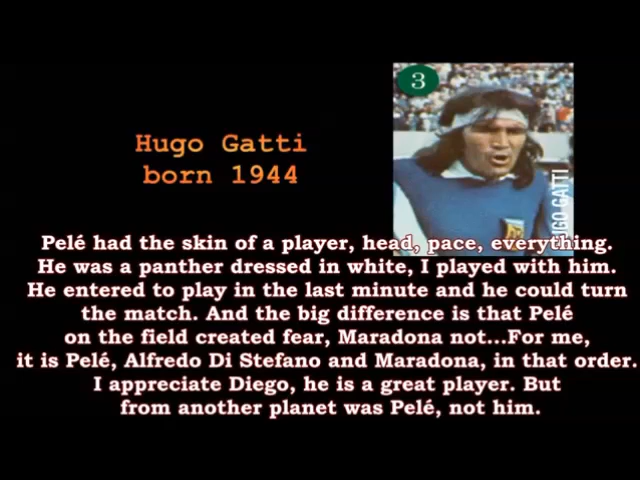 3
Hugo Gatti
born 1944
UGO GATTI
Pelé had the skin of a player, head, pace, everything.
He was a panther dressed in white, I played with him.
He entered to play in the last minute and he could turn
the match. And the big difference is that Pelé
on the field created fear, Maradona not...For me,
it is Pelé, Alfredo Di Stefano and Maradona, in that order.
I appreciate Diego, he is a great player. But
from another planet was Pelé, not him.